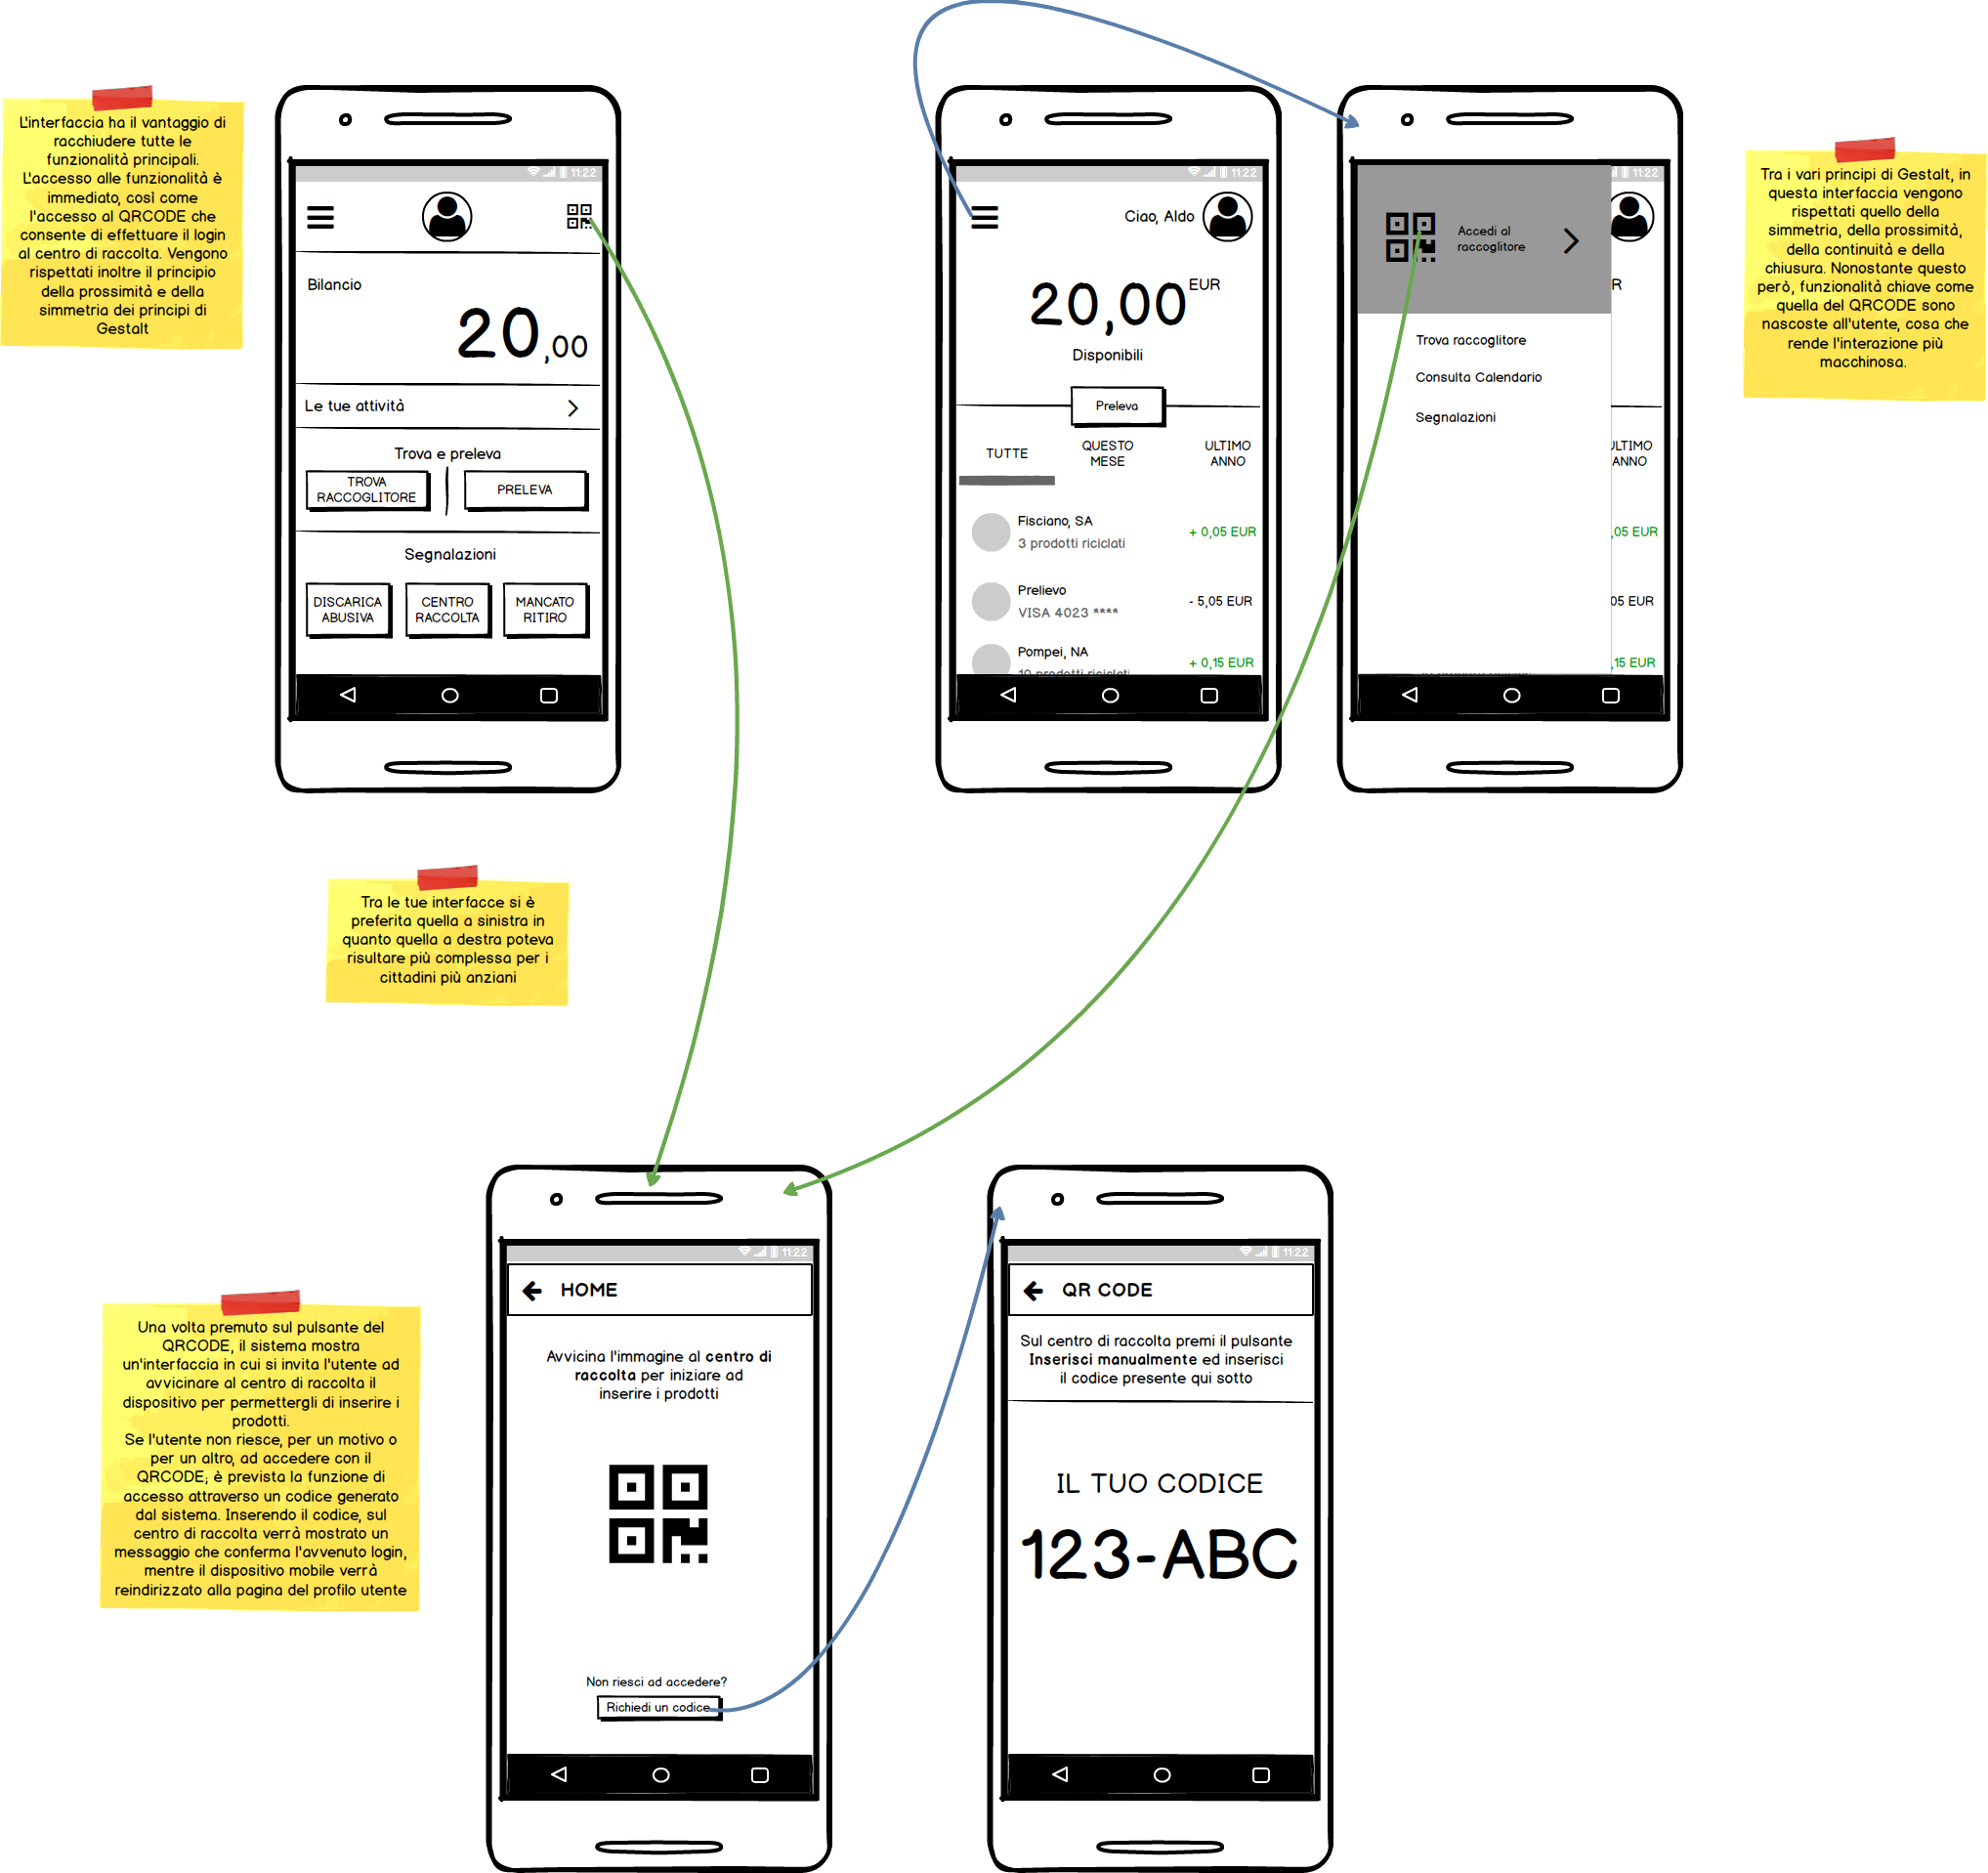 L'interfaccia ha il vantaggio di
racchiudere tutte le
funzionalità principali.
L'accesso alle funzionalità è
immediato, così come
l'accesso al QRCODE che
consente di effettuare il login
al centro di raccolta. Vengono
rispettati inoltre il principio
della prossimità e della
simmetria dei principi di
Gestalt
11:22
Bilancio
20,00
Le tue attività
Trova e preleva
TROVA
RACCOGLITORE
PRELEVA
Segnalazioni
DISCARICA
ABUSIVA
CENTRO
RACCOLTA
MANCATO
RITIRO
11:22
Ciao, Aldo
20,00 EUR
Disponibili
Preleva
TUTTE
QUESTO
MESE
ULTIMO
ANNO
Fisciano, SA
3 prodotti riciclati
+ 0,05 EUR
Prelievo
VISA 4023 ****
- 5,05 EUR
Pompei, NA
10 prodotti riciclati
+ 0,15 EUR
11:22
Accedi al
raccoglitore
R
Trova raccoglitore
Consulta Calendario
Segnalazioni
ULTIMO
ANNO
,05 EUR
05 EUR
,15 EUR
Tra i vari principi di Gestalt, in
questa interfaccia vengono
rispettati quello della
simmetria, della prossimità,
della continuità e della
chiusura. Nonostante questo
però, funzionalità chiave come
quella del QRCODE sono
nascoste all'utente, cosa che
rende l'interazione più
macchinosa.
Tra le tue interfacce si è
preferita quella a sinistra in
quanto quella a destra poteva
risultare più complessa per i
cittadini più anziani
Una volta premuto sul pulsante del
QRCODE, il sistema mostra
un'interfaccia in cui si invita l'utente ad
avvicinare al centro di raccolta il
dispositivo per permettergli di inserire i
prodotti.
Se l'utente non riesce, per un motivo o
per un altro, ad accedere con il
QRCODE; è prevista la funzione di
accesso attraverso un codice generato
dal sistema. Inserendo il codice, sul
centro di raccolta verrà mostrato un
messaggio che conferma l'avvenuto login,
mentre il dispositivo mobile verrà
reindirizzato alla pagina del profilo utente
11:22
HOME
Avvicina l'immagine al centro di
raccolta per iniziare ad
inserire i prodotti
Non riesci ad accedere?
Richiedi un codice
11:22
QR CODE
Sul centro di raccolta premi il pulsante
Inserisci manualmente ed inserisci
il codice presente qui sotto
IL TUO CODICE
123-ABC